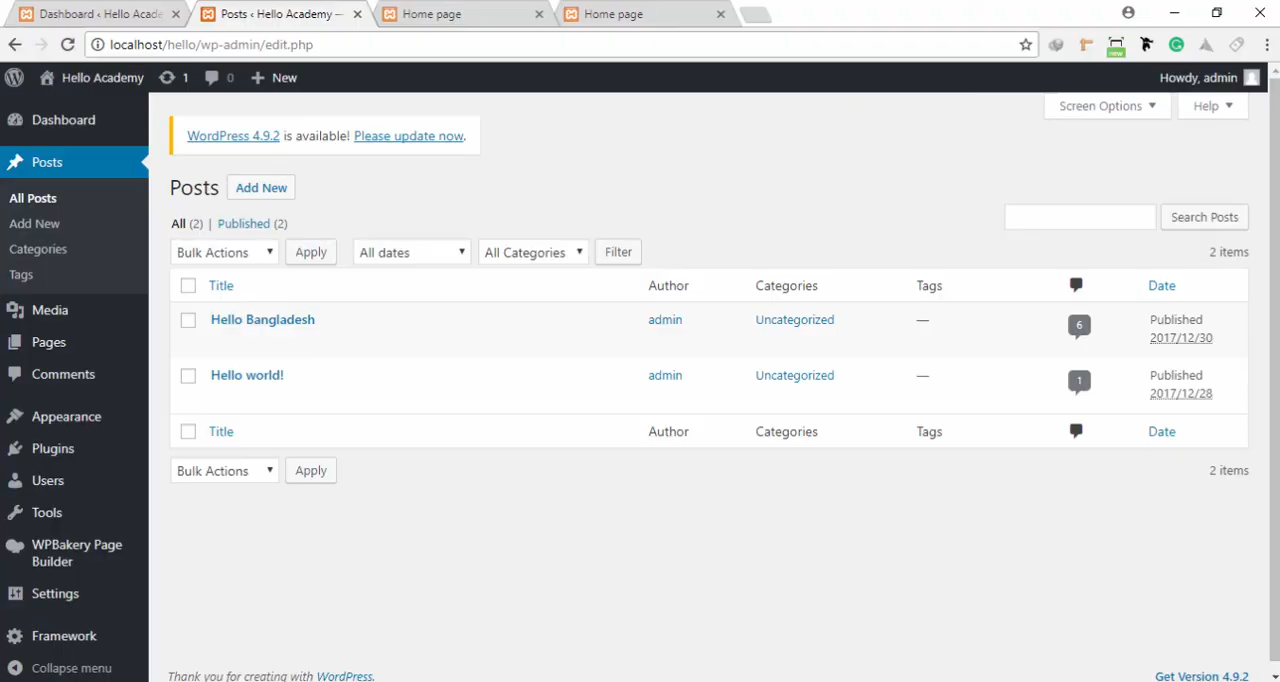 Dashboard ‹ Hello Acade
Posts ‹ Hello Academy —
Home page
Home page
localhost/hello/wp-admin/edit.php
new
Hello Academy
1
0
New
Howdy, admin
Screen Options
Help
Dashboard
WordPress 4.9.2 is available! Please update now.
Posts
All Posts
Add New
Categories
Tags
Media
Pages
Comments
Appearance
Plugins
Users
Tools
WPBakery Page
Builder
Settings
Framework
Collapse menu
Posts
Add New
All (2) | Published (2)
Search Posts
Bulk Actions
Apply
All dates
All Categories
Filter
2 items
Title
Author
Categories
Tags
Date
Hello Bangladesh
admin
Uncategorized
—
6
Published
2017/12/30
Hello world!
admin
Uncategorized
—
1
Published
2017/12/28
Title
Author
Categories
Tags
Date
Bulk Actions
Apply
2 items
Thank you for creating with WordPress.
Get Version 4.9.2